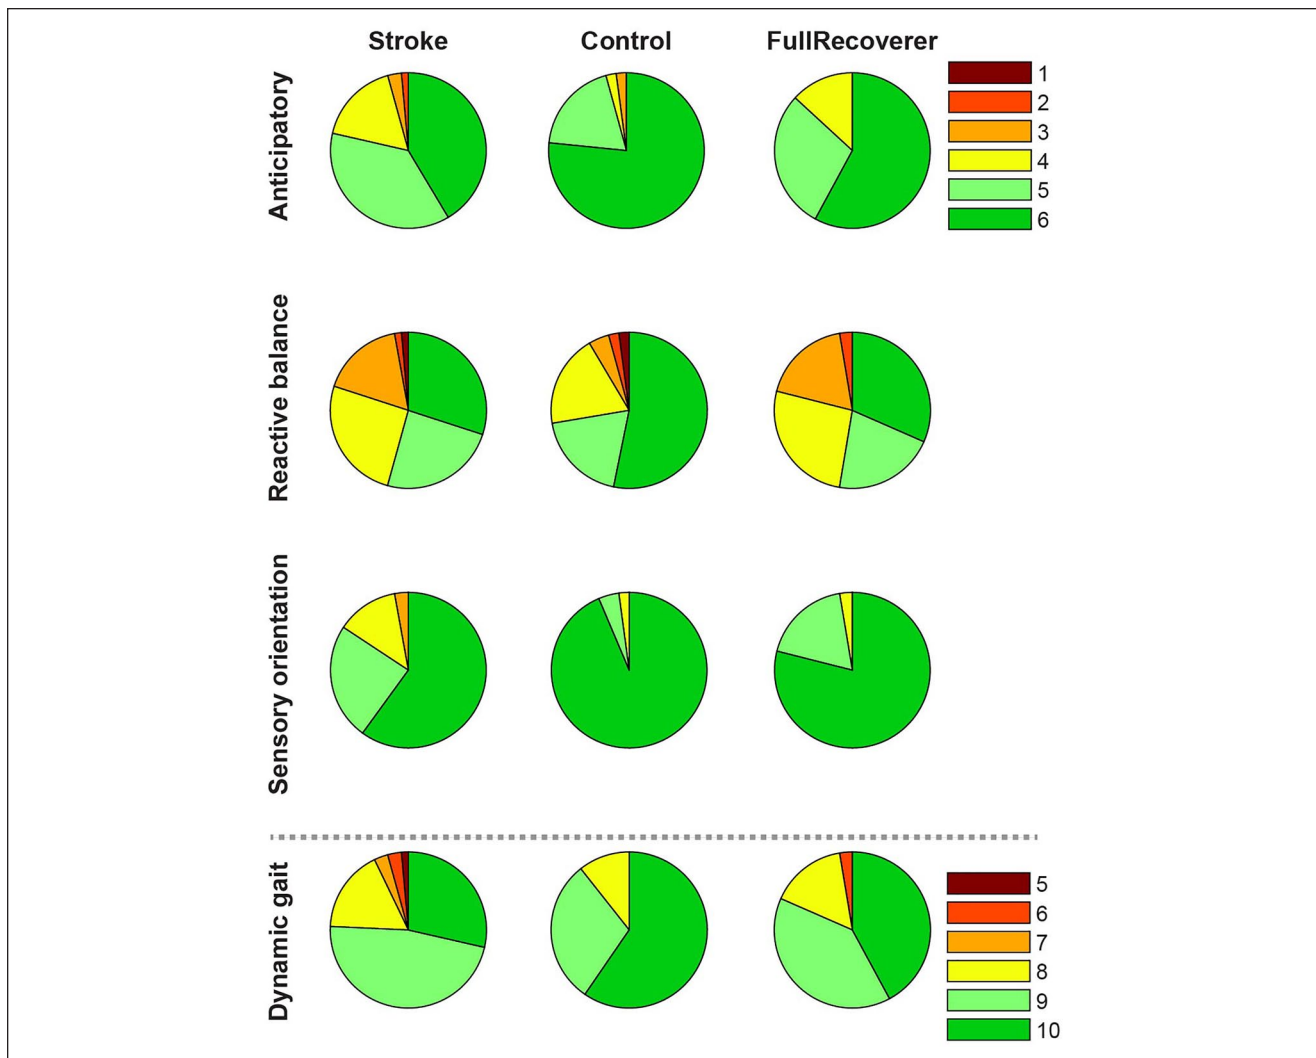 Stroke Control FullRecoverer
Anticipatory
1
2
3
4
5
6
Reactive balance
Sensory orientation
Dynamic gait
5
6
7
8
9
10